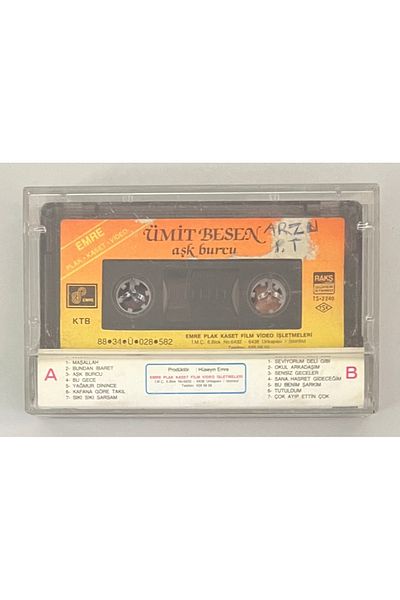 EMRE
PLAK - KASET - VİDEO
ÜMİT BESEN
aşk burcu
ARZU
EMRE
KTB
RAKS
TS-2240
TSE
88•34•Ü•028•582
EMRE PLAK KASET FİLM VİDEO İŞLETMELERİ
A
1- MAŞALLAH
2- BUNDAN İBARET
3- AŞK BURCU
4- BU GECE
5- YAĞMUR DİNİNCE
6- KAFANA GÖRE TAKIL
7- SIKI SIKI SARSAM
Prodüktör : Hüseyin Emre
EMRE PLAK KASET FİLM VİDEO İŞLETMELERİ
B
1- SEVİYORUM DELİ GİBİ
2- OKUL ARKADAŞIM
3- SENSİZ GECELER
4- SANA HASRET GİDECEĞİM
5- BU BENİM ŞARKIM
6- TUTULDUM
7- ÇOK AYIP ETTİN ÇOK